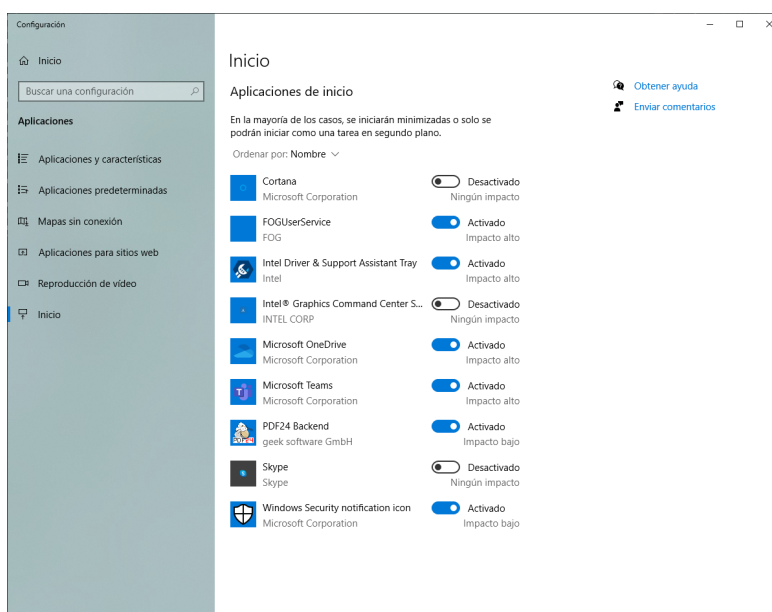 Configuración
Inicio
Buscar una configuración
Aplicaciones
Aplicaciones y características
Aplicaciones predeterminadas
Mapas sin conexión
Aplicaciones para sitios web
Reproducción de vídeo
Inicio
Inicio
Aplicaciones de inicio
En la mayoría de los casos, se iniciarán minimizadas o solo se
podrán iniciar como una tarea en segundo plano.
Ordenar por: Nombre
Cortana
Microsoft Corporation
Desactivado
Ningún impacto
FOGUserService
FOG
Activado
Impacto alto
Intel Driver & Support Assistant Tray
Intel
Activado
Impacto alto
Intel® Graphics Command Center S...
INTEL CORP
Desactivado
Ningún impacto
Microsoft OneDrive
Microsoft Corporation
Activado
Impacto alto
Microsoft Teams
Microsoft Corporation
Activado
Impacto alto
PDF24
PDF24 Backend
geek software GmbH
Activado
Impacto bajo
Skype
Skype
Desactivado
Ningún impacto
Windows Security notification icon
Microsoft Corporation
Activado
Impacto bajo
Obtener ayuda
Enviar comentarios